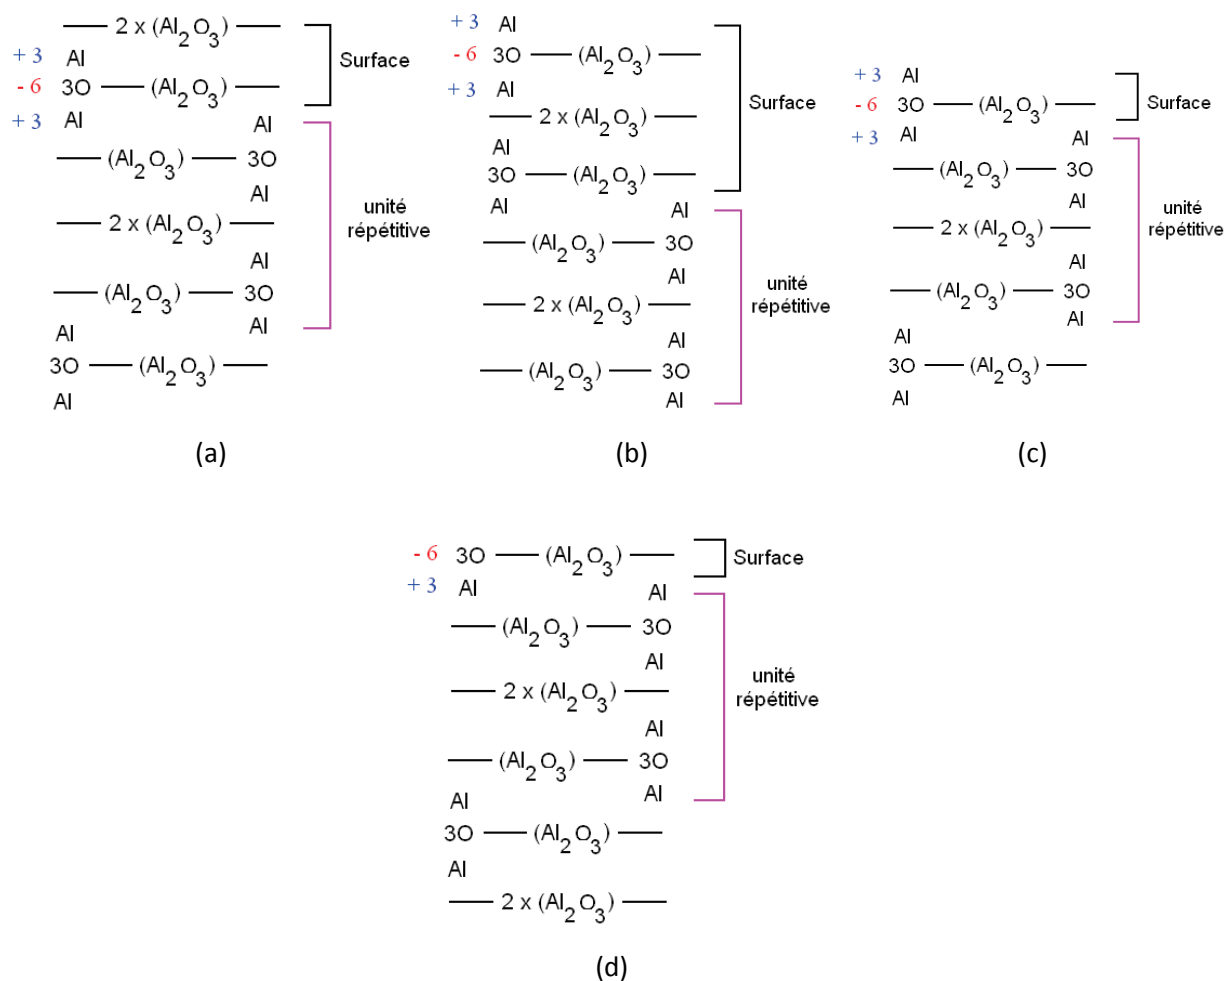 2 x (Al2O3)
+ 3 Al
Surface
- 6 3O (Al2O3)
+ 3 Al Al
(Al2O3) 3O
Al
unité
2 x (Al2O3)
répétitive
Al
(Al2O3) 3O
Al Al
3O (Al2O3)
Al
(a)
+ 3 Al
- 6 3O (Al2O3)
+ 3 Al
Surface
2 x (Al2O3)
Al
3O (Al2O3)
Al Al
(Al2O3) 3O
Al
unité
2 x (Al2O3)
répétitive
Al
(Al2O3) 3O
Al
(b)
+ 3 Al
- 6 3O (Al2O3) Surface
+ 3 Al Al
(Al2O3) 3O
Al
unité
2 x (Al2O3)
répétitive
Al
(Al2O3) 3O
Al
Al
3O (Al2O3)
Al
(c)
- 6 3O (Al2O3) Surface
+ 3 Al Al
(Al2O3) 3O
Al
unité
2 x (Al2O3)
répétitive
Al
(Al2O3) 3O
Al Al
3O (Al2O3)
Al
2 x (Al2O3)
(d)